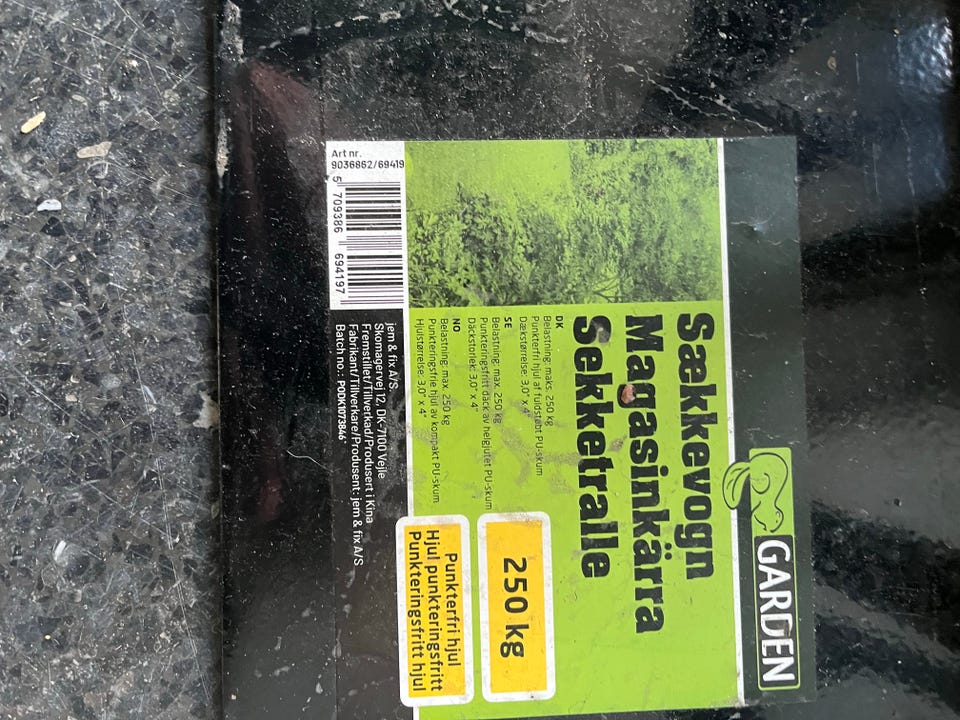 GARDEN
Sækkevogn
Magasinkärra
Sekketralle
DK
Belastning: maks. 250 kg
Punkterfri hjul af fuldstøbt PU-skum
Dækstørrelse: 3,0" x 4"
SE
Belastning: max. 250 kg
Punkteringsfritt däck av helgjutet PU-skum
Däckstorlek: 3,0" x 4"
NO
Belastning: max. 250 kg
Punkteringsfrie hjul av kompakt PU-skum
Hjulstørrelse: 3,0" x 4"
250 kg
Punkterfri hjul
Hjul punkteringsfritt
Punkteringsfritt hjul
Art nr.
9036862/69419
5 709386 694197
jem & fix A/S
Skomagervej 12, DK-7100 Vejle
Fremstillet/Tillverkad/Produsert i Kina
Fabrikant/Tillverkare/Produsent: jem & fix A/S
Batch no.: PODK1073846